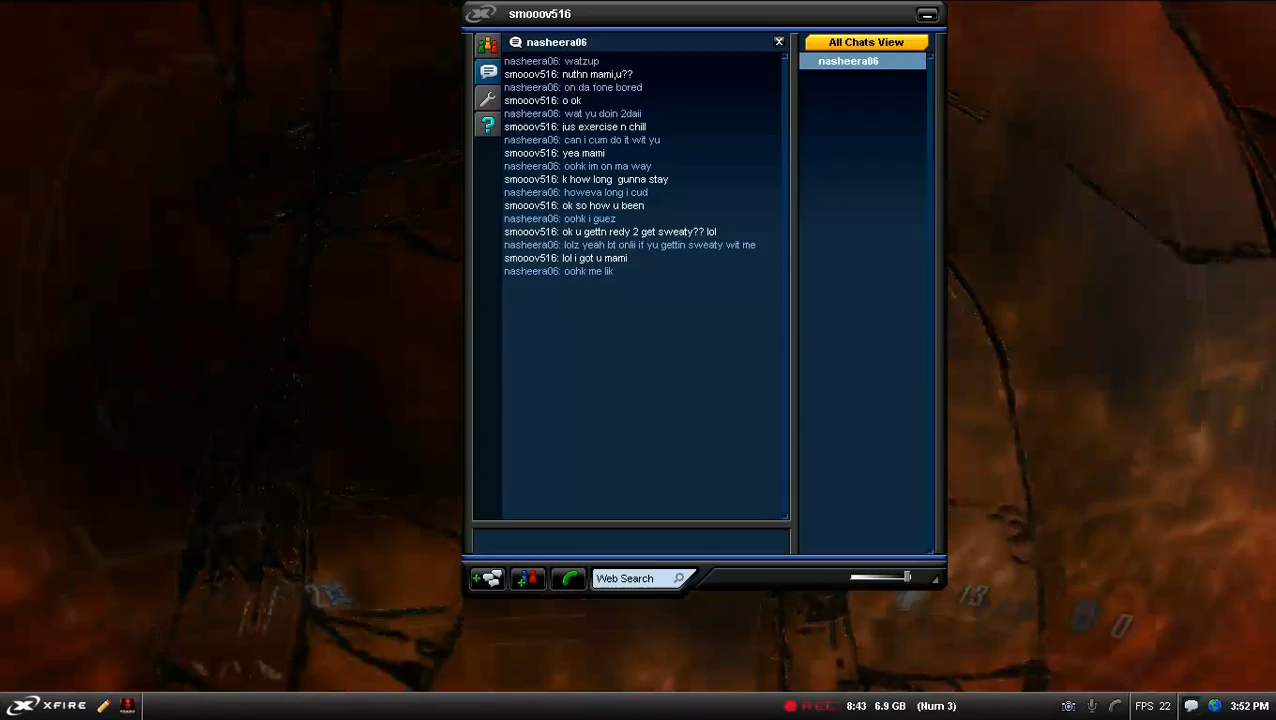 smooov516
nasheera06
All Chats View
nasheera06
nasheera06: watzup
smooov516: nuthn mami,u??
nasheera06: on da fone bored
smooov516: o ok
nasheera06: wat yu doin 2daii
smooov516: jus exercise n chill
nasheera06: can i cum do it wit yu
smooov516: yea mami
nasheera06: oohk im on ma way
smooov516: k how long  gunna stay
nasheera06: howeva long i cud
smooov516: ok so how u been
nasheera06: oohk i guez
smooov516: ok u gettn redy 2 get sweaty?? lol
nasheera06: lolz yeah bt onlii if yu gettin sweaty wit me
smooov516: lol i got u mami
nasheera06: oohk me lik
Web Search
13
0
XFIRE
8:43 6.9 GB (Num 3)
FPS 22
3:02 PM